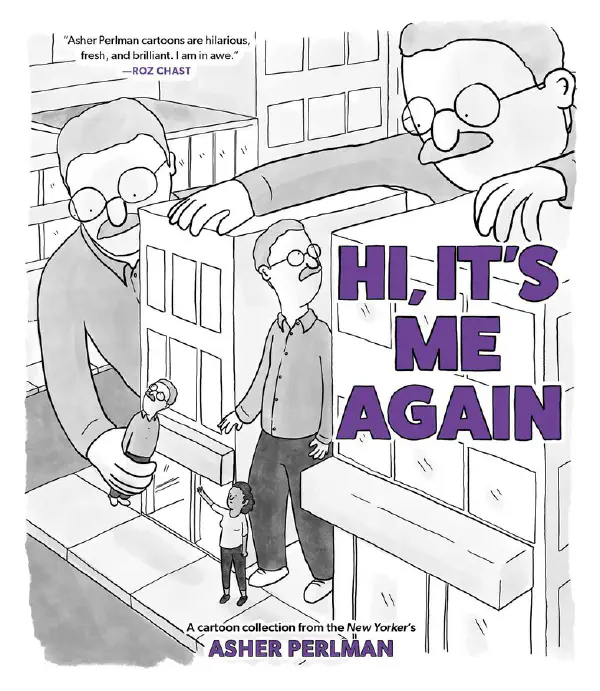 “Asher Perlman cartoons are hilarious,
fresh, and brilliant. I am in awe.”
—ROZ CHAST
HI, IT’S
ME
AGAIN
A cartoon collection from the New Yorker’s
ASHER PERLMAN